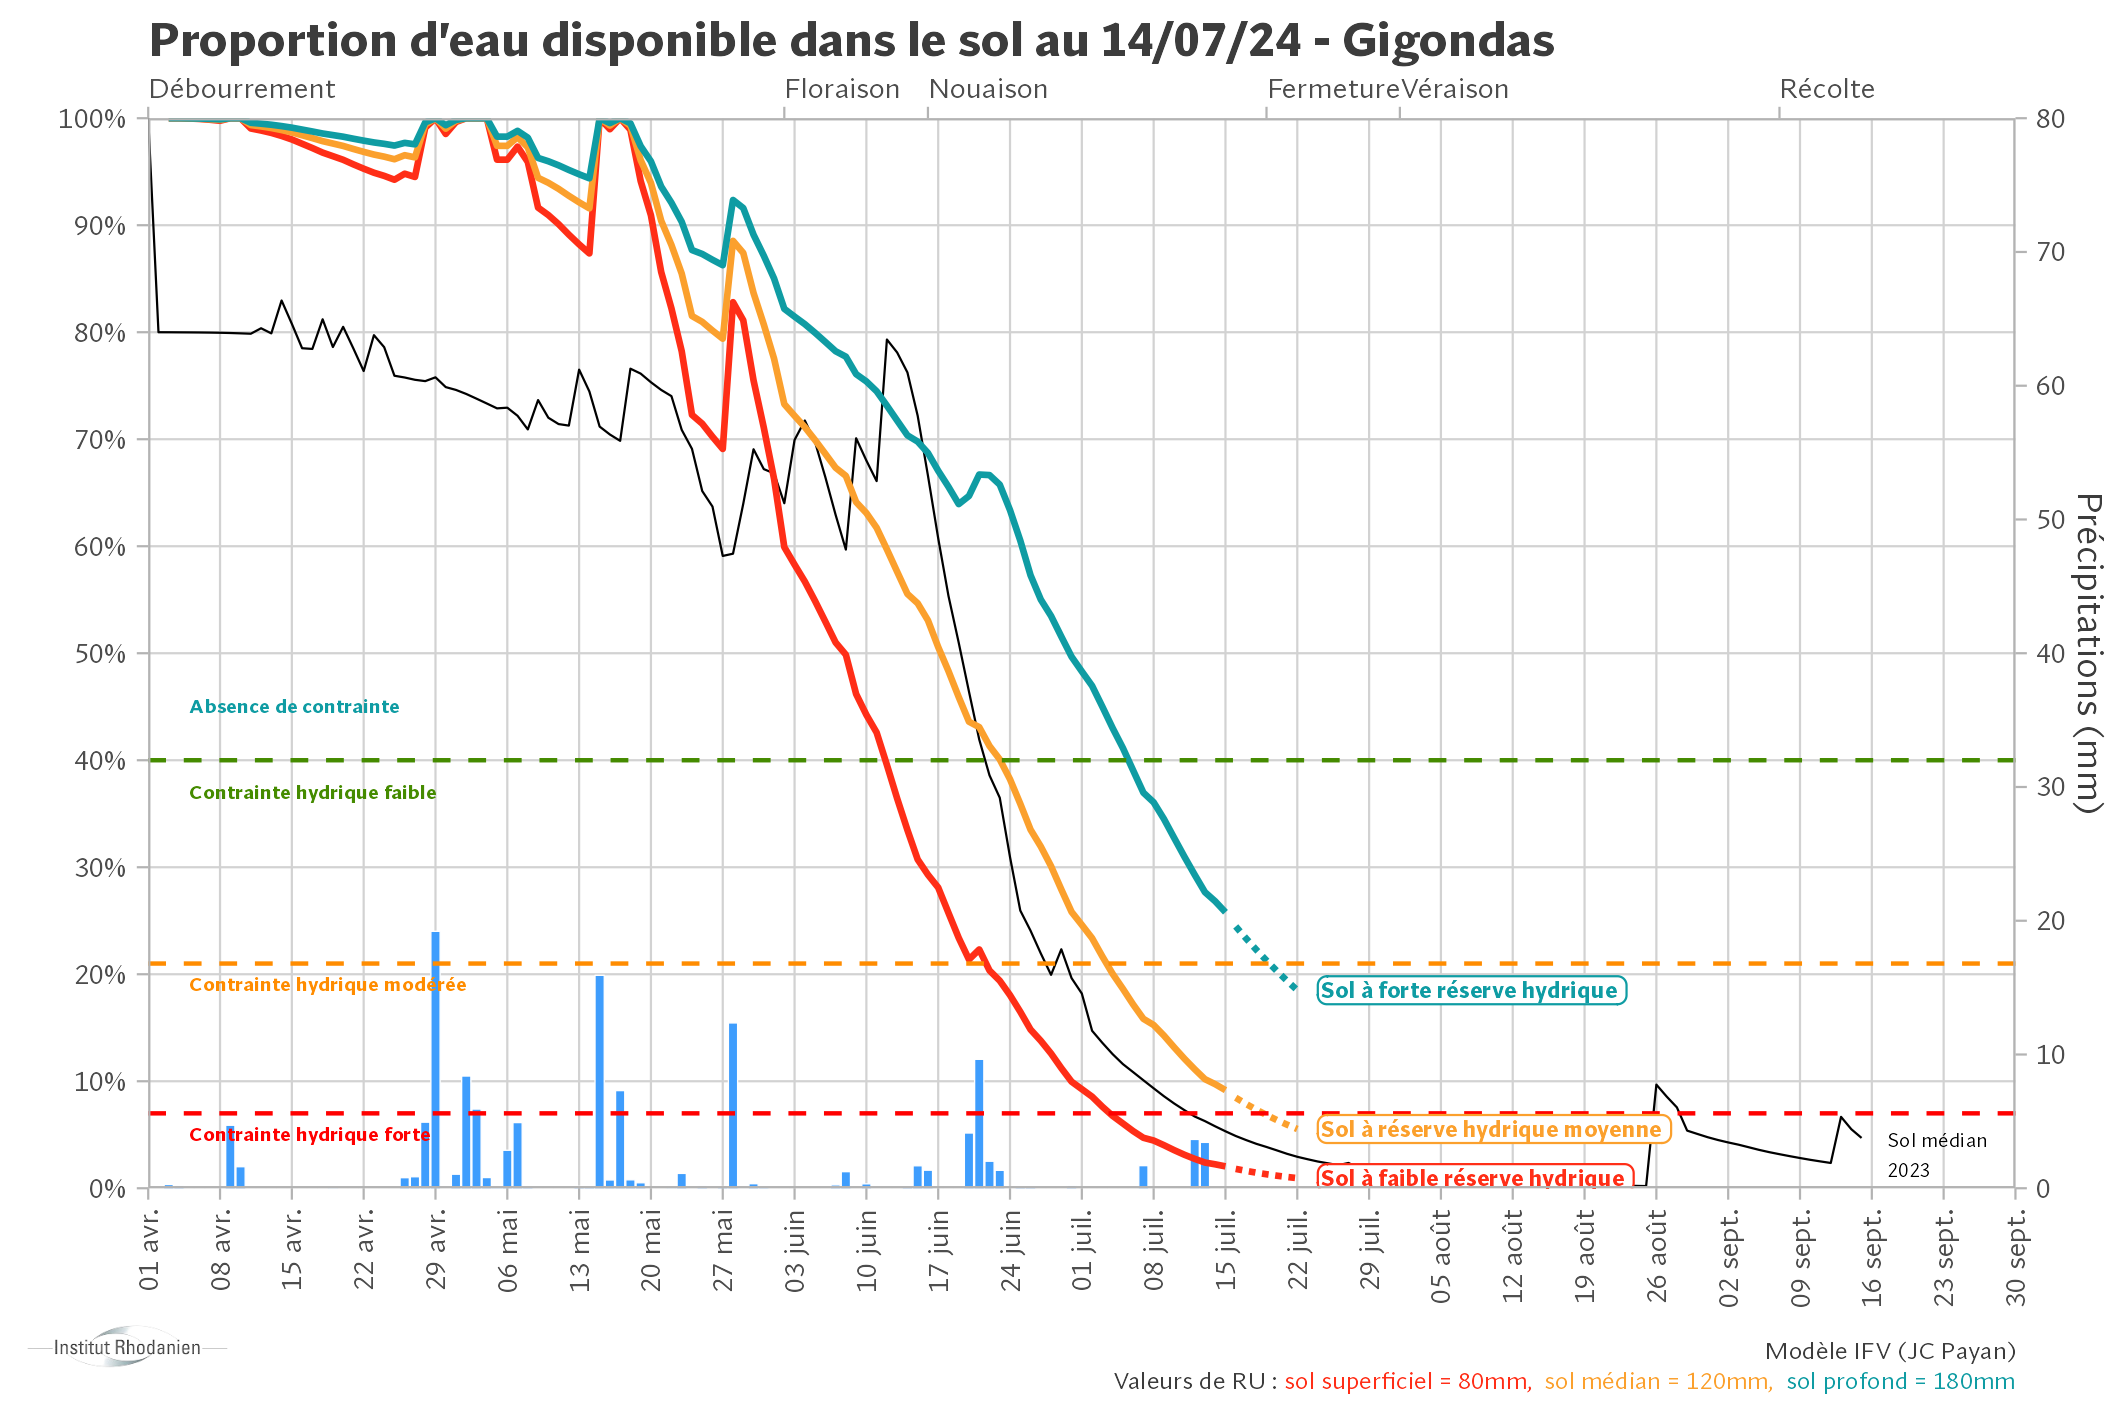 Proportion d'eau disponible dans le sol au 14/07/24 - Gigondas
Débourrement Floraison Nouaison Fermeture Véraison Récolte
100% 80
90%
70
80%
60
70%
60% 50
50% 40
Précipitations (mm)
Absence de contrainte
40%
Contrainte hydrique faible
30
30%
20
20%
Contrainte hydrique modérée
Sol à forte réserve hydrique
10
10%
Contrainte hydrique forte
Sol à réserve hydrique moyenne
Sol médian
2023
Sol à faible réserve hydrique
0% 0
01 avr.
08 avr.
15 avr.
22 avr.
29 avr.
06 mai
13 mai
20 mai
27 mai
03 juin
10 juin
17 juin
24 juin
01 juil.
08 juil.
15 juil.
22 juil.
29 juil.
05 août
12 août
19 août
26 août
02 sept.
09 sept.
16 sept.
23 sept.
30 sept.
Institut Rhodanien
Modèle IFV (JC Payan)
Valeurs de RU : sol superficiel = 80mm, sol médian = 120mm, sol profond = 180mm